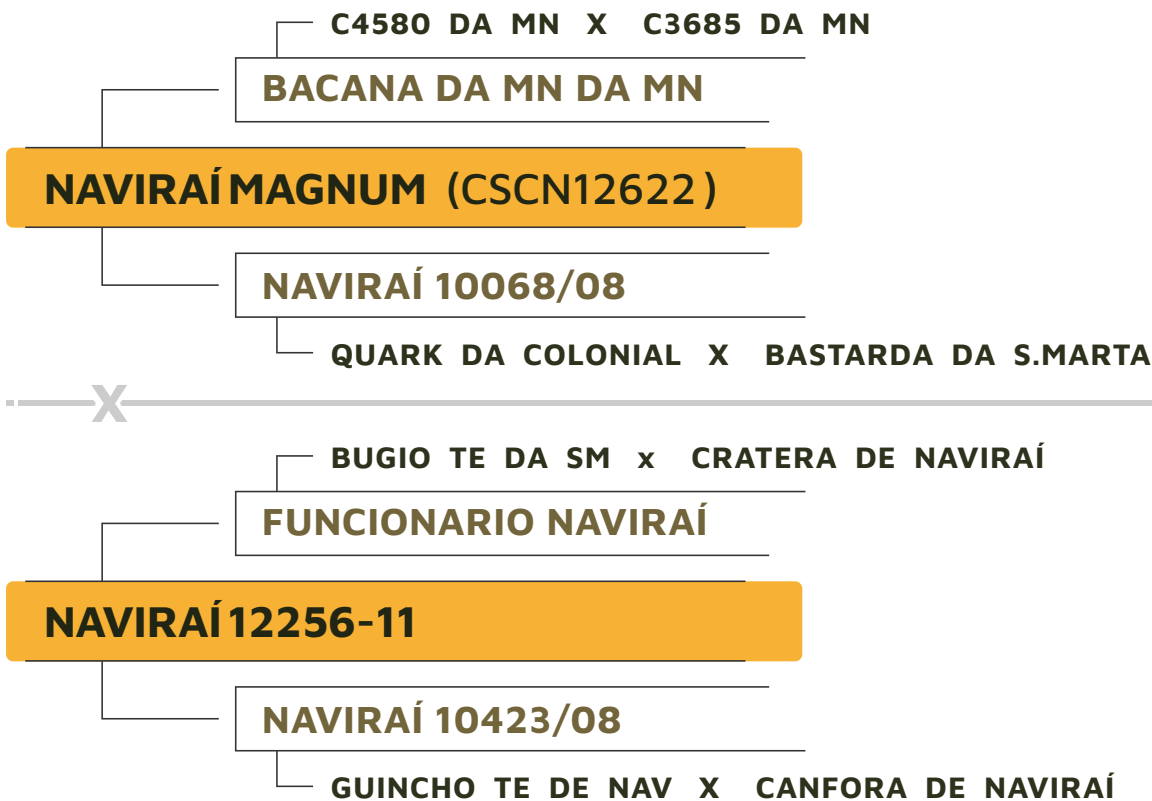 C4580 DA MN X C3685 DA MN
BACANA DA MN DA MN
NAVIRAÍ MAGNUM (CSCN12622)
NAVIRAÍ 10068/08
QUARK DA COLONIAL X BASTARDA DA S.MARTA
X
BUGIO TE DA SM x CRATERA DE NAVIRAÍ
FUNCIONARIO NAVIRAÍ
NAVIRAÍ 12256-11
NAVIRAÍ 10423/08
GUINCHO TE DE NAV X CANFORA DE NAVIRAÍ